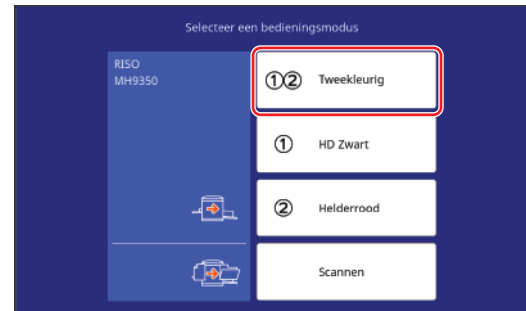 Selecteer een bedieningsmodus
RISO
MH9350
①② Tweekleurig
① HD Zwart
② Helderrood
Scannen